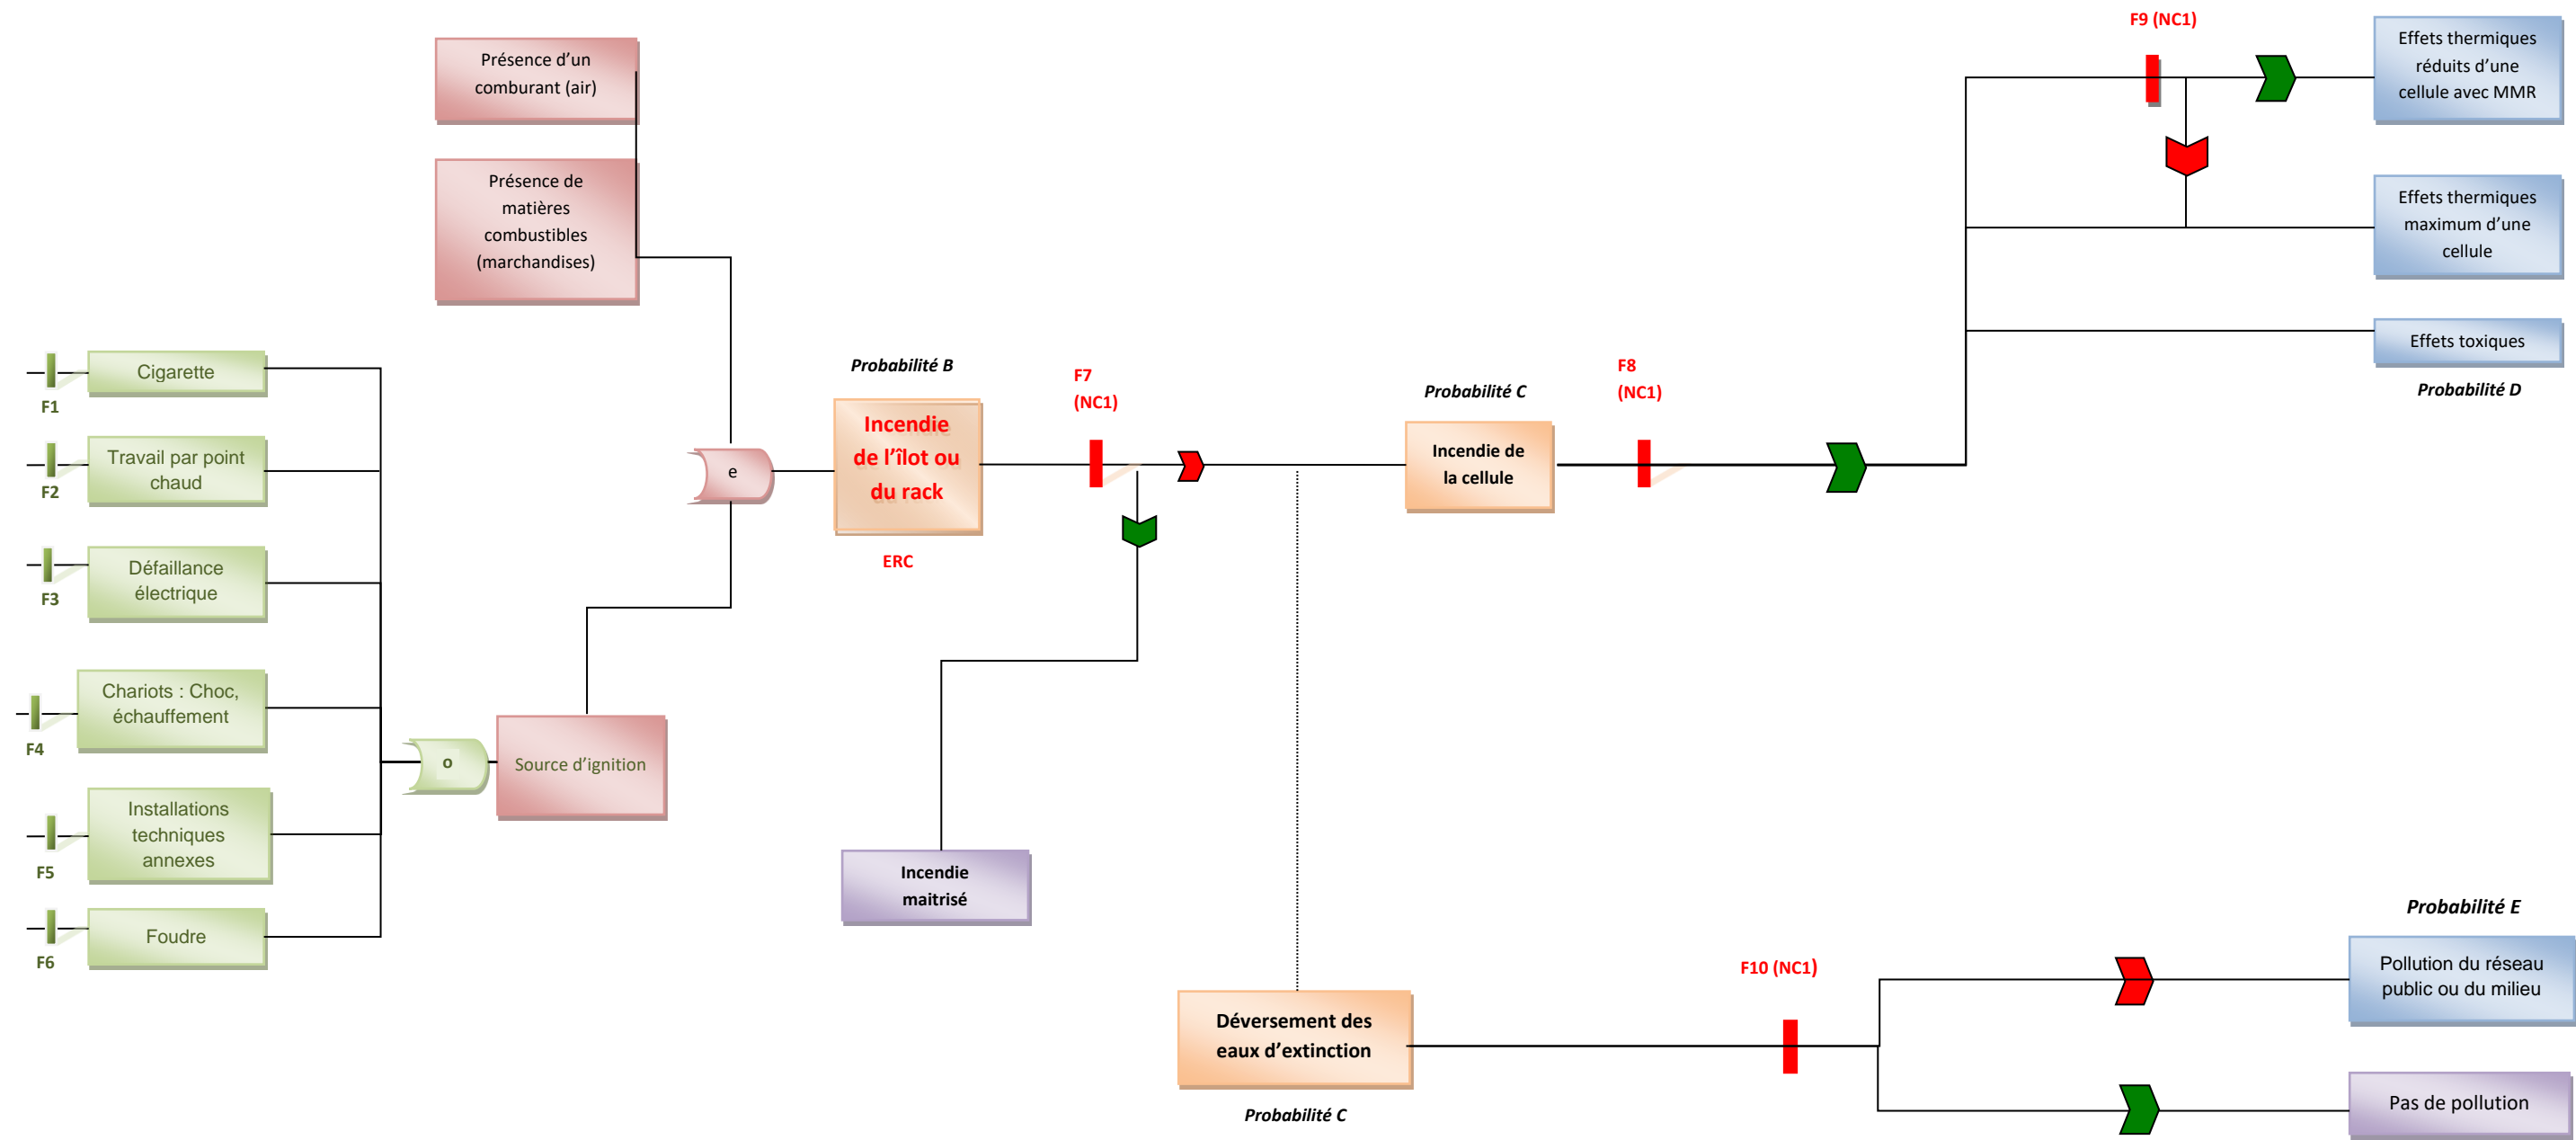 F9 (NC1)
Effets thermiques
réduits d'une
cellule avec MMR
Présence d'un
comburant (air)
Présence de
matières
combustibles
(marchandises)
Effets thermiques
maximum d'une
cellule
Effets toxiques
Probabilité D
Cigarette
F1
Travail par point
chaud
F2
Défaillance
électrique
F3
Chariots : Choc,
échauffement
F4
Installations
techniques
annexes
F5
Foudre
F6
o
Source d'ignition
e
Probabilité B
Incendie
de l'îlot ou
du rack
ERC
F7
(NC1)
Probabilité C
Incendie de
la cellule
F8
(NC1)
Incendie
maitrisé
Déversement des
eaux d'extinction
Probabilité C
F10 (NC1)
Probabilité E
Pollution du réseau
public ou du milieu
Pas de pollution